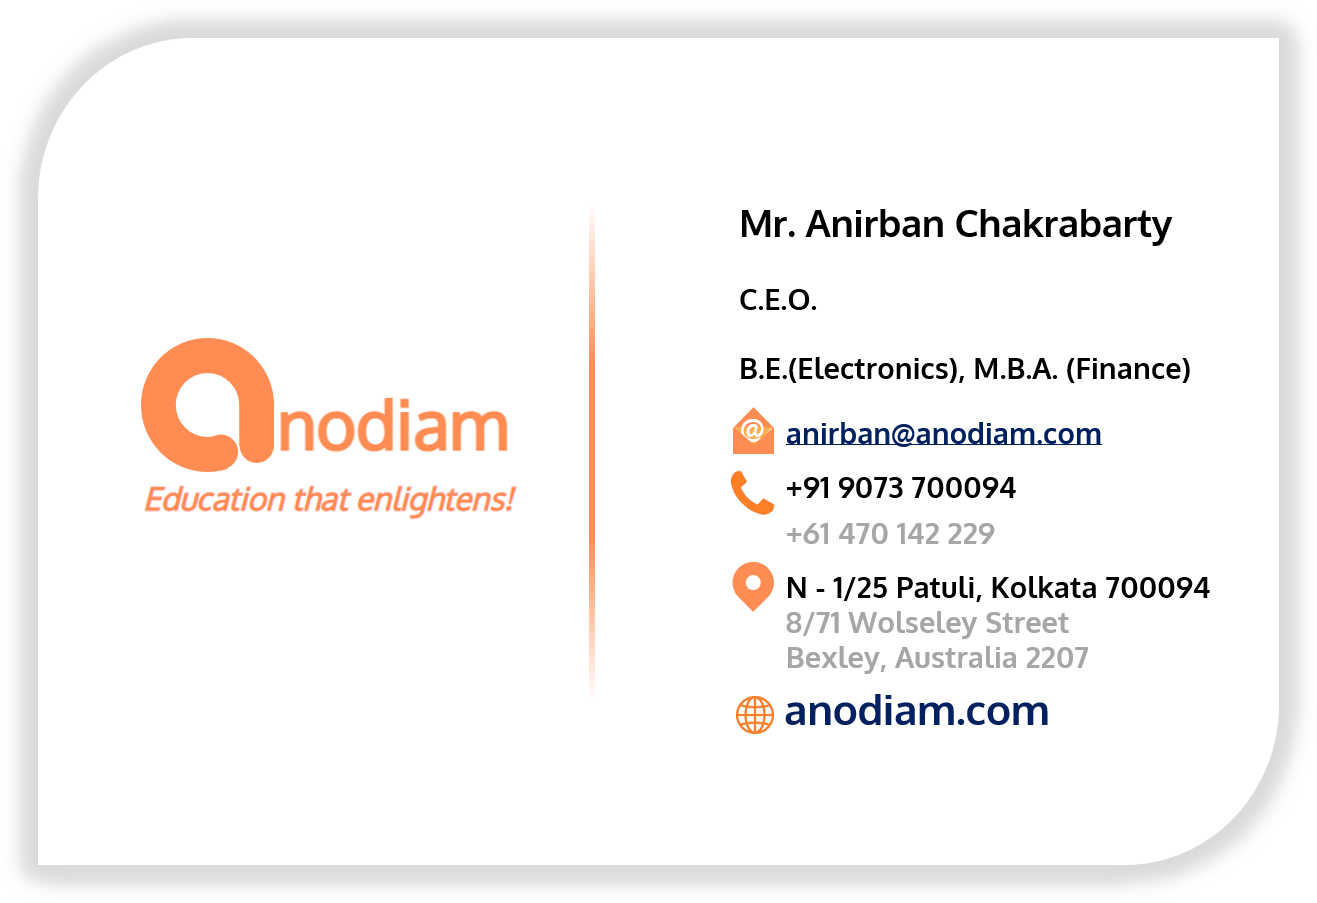 anodiam
Education that enlightens!
Mr. Anirban Chakrabarty
C.E.O.
B.E.(Electronics), M.B.A. (Finance)
@
anirban@anodiam.com
+91 9073 700094
+61 470 142 229
N - 1/25 Patuli, Kolkata 700094
8/71 Wolseley Street
Bexley, Australia 2207
anodiam.com